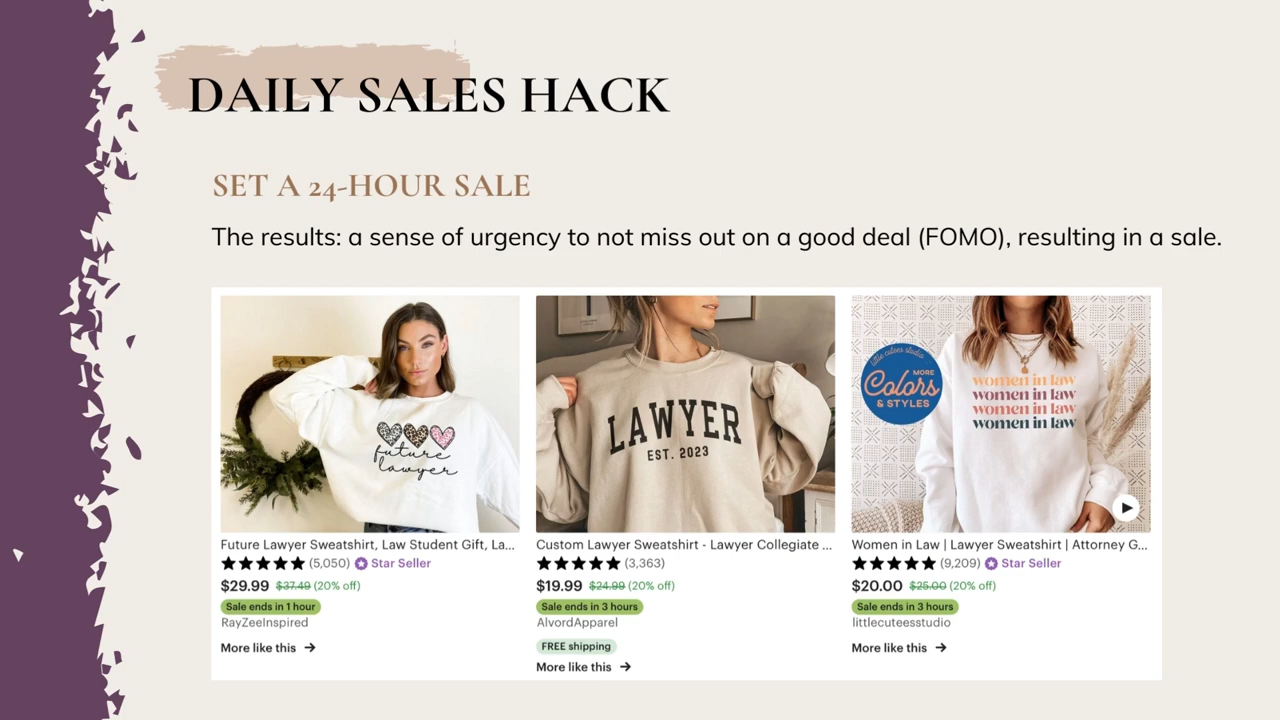 DAILY SALES HACK
SET A 24-HOUR SALE
The results: a sense of urgency to not miss out on a good deal (FOMO), resulting in a sale.
future
lawyer
LAWYER
EST. 2023
little colors studio
MORE
Colors
& STYLES
women in law
women in law
women in law
women in law
Future Lawyer Sweatshirt, Law Student Gift, La...
(5,050) Star Seller
$29.99 $37.49 (20% off)
Sale ends in 1 hour
RayZeeInspired
More like this →
Custom Lawyer Sweatshirt - Lawyer Collegiate ...
(3,363)
$19.99 $24.99 (20% off)
Sale ends in 3 hours
AlvordApparel
FREE shipping
More like this →
Women in Law | Lawyer Sweatshirt | Attorney G...
(9,209) Star Seller
$20.00 $25.00 (20% off)
Sale ends in 3 hours
littlecuteesstudio
More like this →